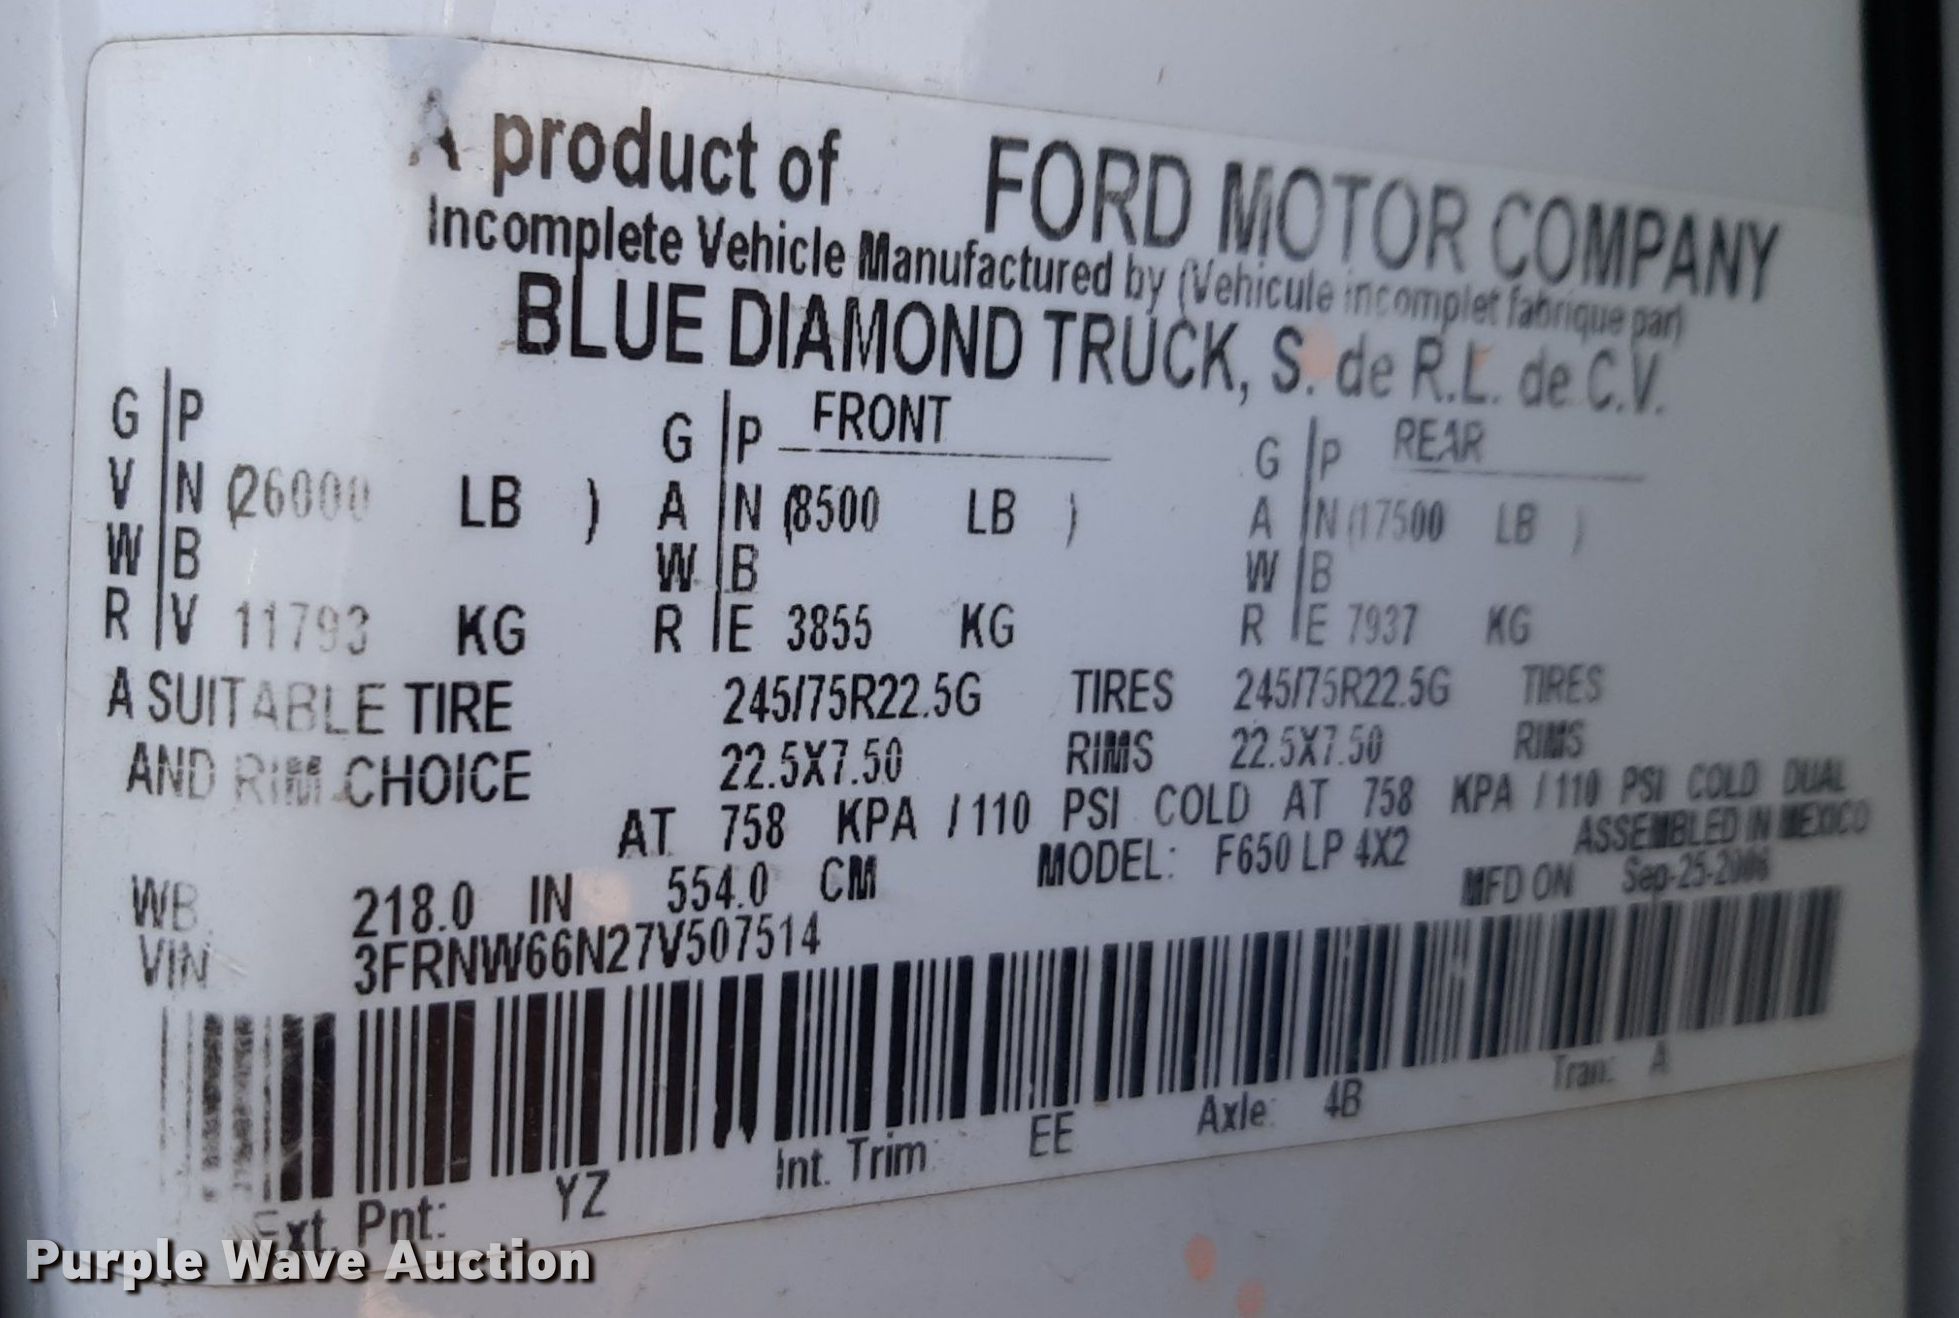 A product of FORD MOTOR COMPANY
Incomplete Vehicle Manufactured by (Vehicule incomplet fabrique par)
BLUE DIAMOND TRUCK, S. de R.L. de C.V.
G P G P FRONT G P REAR
V N (26000 LB ) A N (8500 LB ) A N (17500 LB )
W B W B W B
R V 11793 KG R E 3855 KG R E 7937 KG
A SUITABLE TIRE 245/75R22.5G TIRES 245/75R22.5G TIRES
AND RIM CHOICE 22.5X7.50 RIMS 22.5X7.50 RIMS
AT 758 KPA / 110 PSI COLD AT 758 KPA / 110 PSI COLD DUAL
ASSEMBLED IN MEXICO
WB 218.0 IN 554.0 CM MODEL: F650 LP 4X2 MFD ON Sep-25-2006
VIN 3FRNW66N27V507514
Ext. Pnt: YZ Int. Trim: EE Axle: 4B Tran: A
Purple Wave Auction